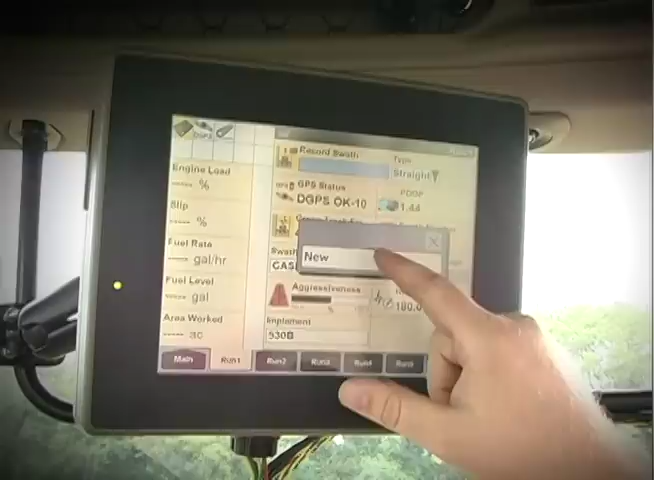 DGPS
Engine Load
----- %
Slip
----- %
Fuel Rate
---- gal/hr
Fuel Level
----- gal
Area Worked
----- ac
Record Swath
Type
Straight
GPS Status
DGPS OK-10
PDOP
1.44
New
Swath
CASE
Aggressiveness
180.0
Implement
530B
Main
Run1
Run2
Run3
Run4
Run5